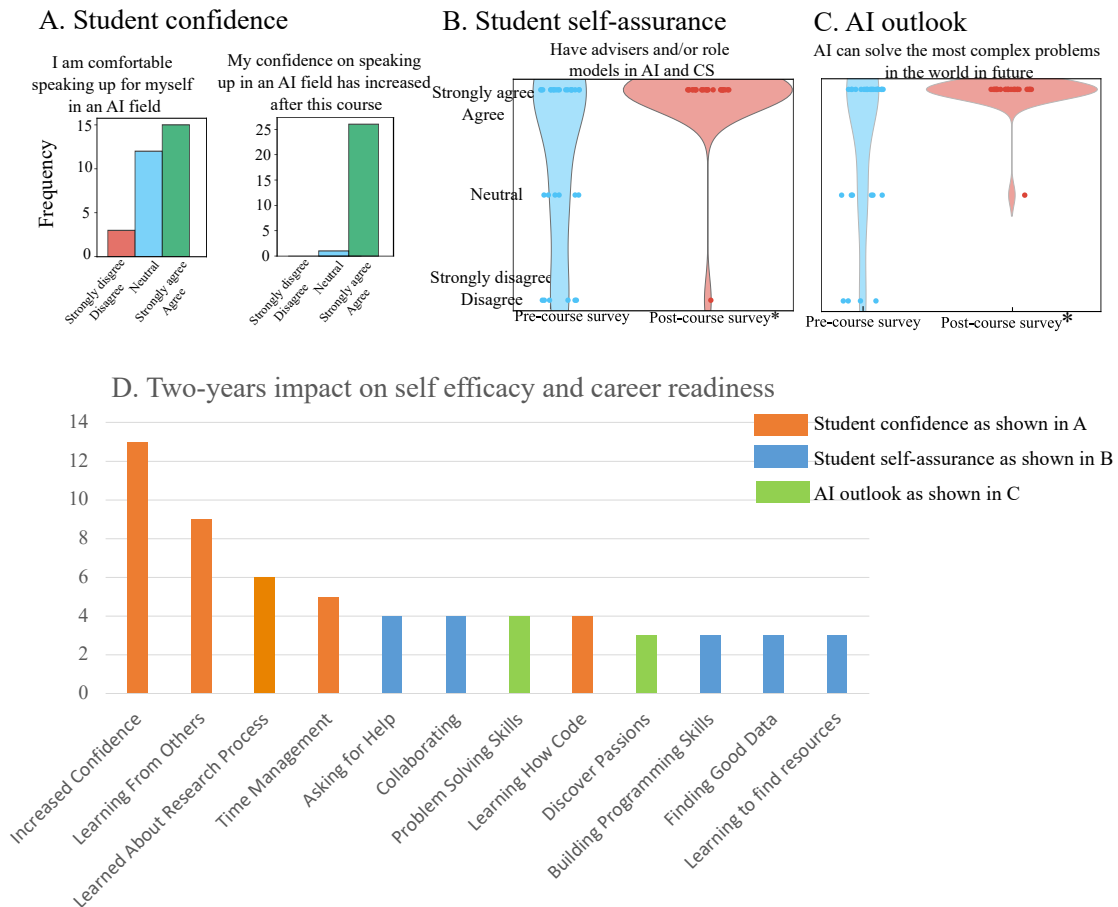 A. Student confidence
I am comfortable
speaking up for myself
in an AI field
My confidence on speaking
up in an AI field has increased
after this course
Frequency
15
10
5
0
Strongly disgree
Disagree
Neutral
Strongly agree
Agree
25
20
15
10
5
0
Strongly disgree
Disagree
Neutral
Strongly agree
Agree
B. Student self-assurance
Have advisers and/or role
models in AI and CS
Strongly agree
Agree
Neutral
Strongly disagree
Disagree
Pre-course survey
Post-course survey*
C. AI outlook
AI can solve the most complex problems
in the world in future
Pre-course survey
Post-course survey*
D. Two-years impact on self efficacy and career readiness
14
12
10
8
6
4
2
0
Student confidence as shown in A
Student self-assurance as shown in B
AI outlook as shown in C
Increased Confidence
Learning From Others
Learned About Research Process
Time Management
Asking for Help
Collaborating
Problem Solving Skills
Learning How Code
Discover Passions
Building Programming Skills
Finding Good Data
Learning to find resources